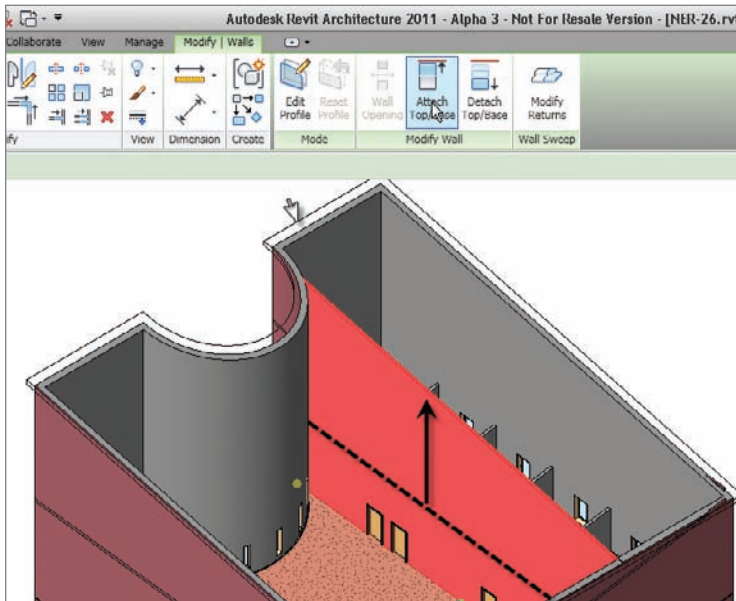 Autodesk Revit Architecture 2011 - Alpha 3 - Not For Resale Version - [NER-26.rvt
Collaborate View Manage Modify | Walls
Edit Profile
Reset Profile
Wall Opening
Attach Top/Base
Detach Top/Base
Modify Returns
View Dimension Create Mode Modify Wall Wall Sweep